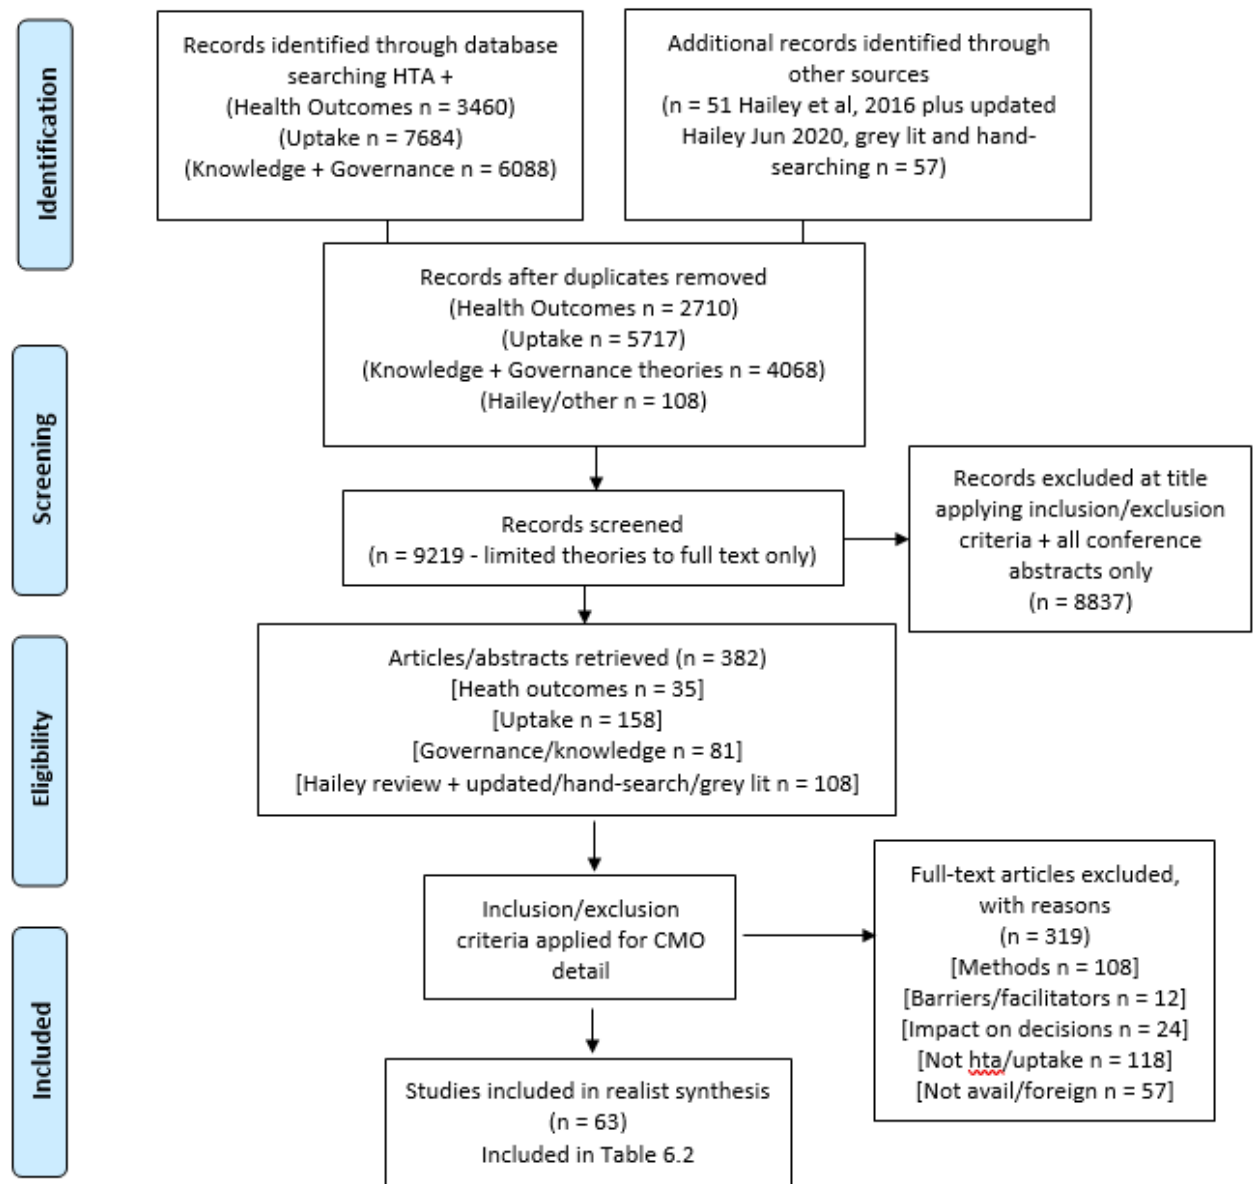 Identification
Records identified through database
searching HTA +
(Health Outcomes n = 3460)
(Uptake n = 7684)
(Knowledge + Governance n = 6088)
Additional records identified through
other sources
(n = 51 Hailey et al, 2016 plus updated
Hailey Jun 2020, grey lit and hand-
searching n = 57)
Records after duplicates removed
(Health Outcomes n = 2710)
(Uptake n = 5717)
(Knowledge + Governance theories n = 4068)
(Hailey/other n = 108)
Screening
Records screened
(n = 9219 - limited theories to full text only)
Records excluded at title
applying inclusion/exclusion
criteria + all conference
abstracts only
(n = 8837)
Eligibility
Articles/abstracts retrieved (n = 382)
[Heath outcomes n = 35]
[Uptake n = 158]
[Governance/knowledge n = 81]
[Hailey review + updated/hand-search/grey lit n = 108]
Inclusion/exclusion
criteria applied for CMO
detail
Full-text articles excluded,
with reasons
(n = 319)
[Methods n = 108]
[Barriers/facilitators n = 12]
[Impact on decisions n = 24]
[Not hta/uptake n = 118]
[Not avail/foreign n = 57]
Included
Studies included in realist synthesis
(n = 63)
Included in Table 6.2